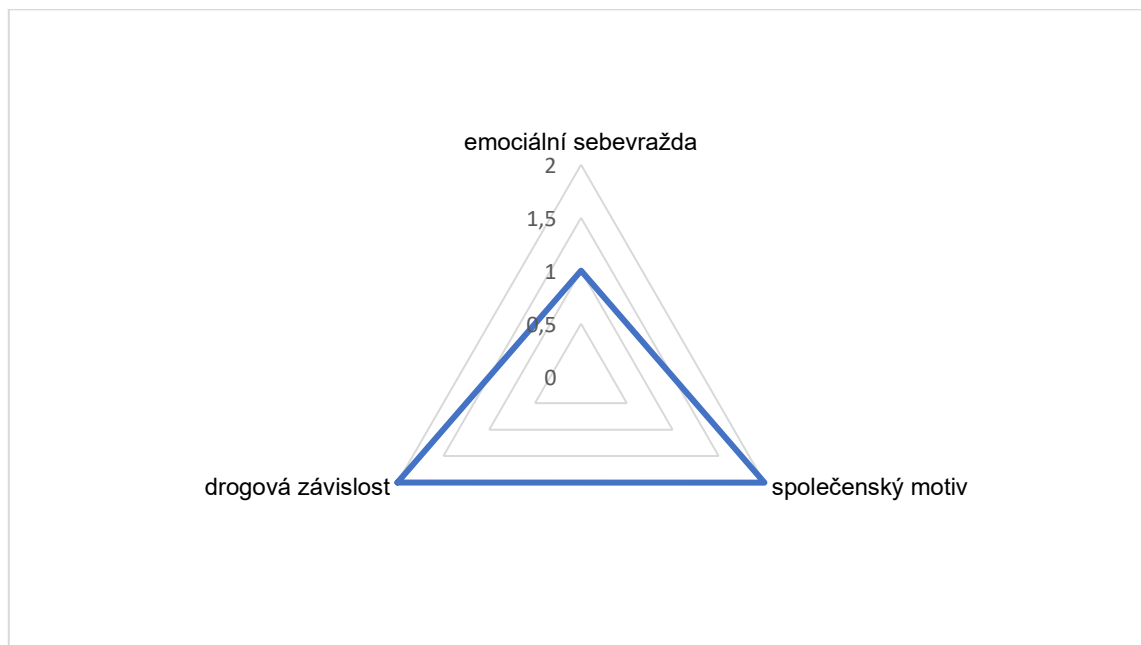 emociální sebevražda
2
1,5
1
0,5
0
drogová závislost
společenský motiv